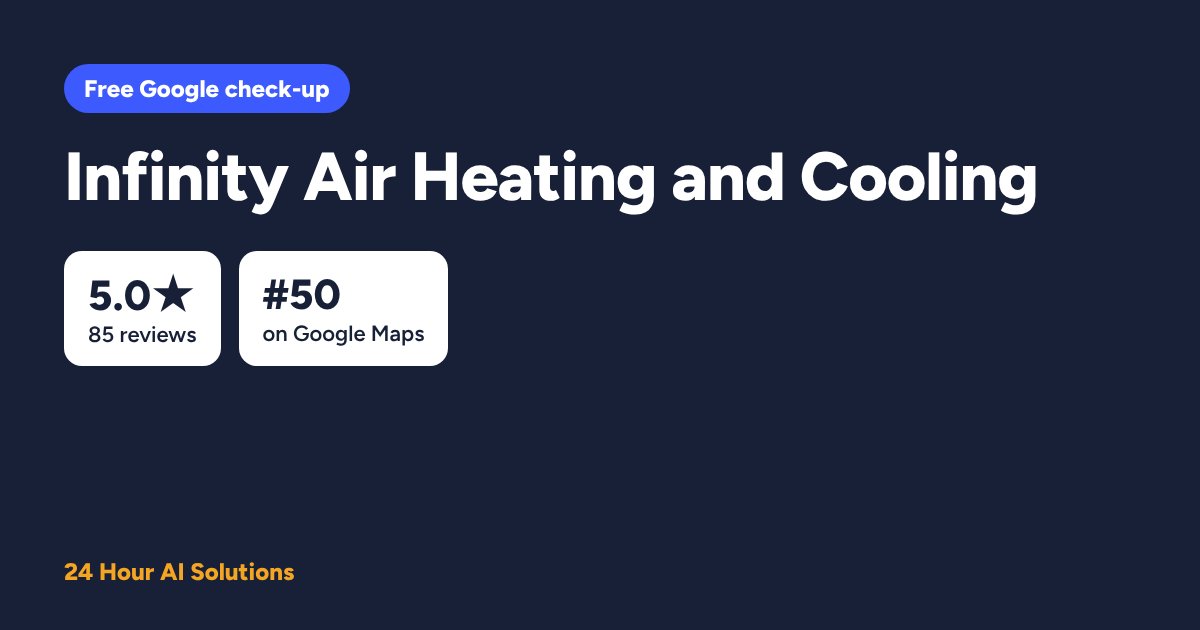 Free Google check-up
Infinity Air Heating and Cooling
5.0★
85 reviews
#50
on Google Maps
24 Hour AI Solutions